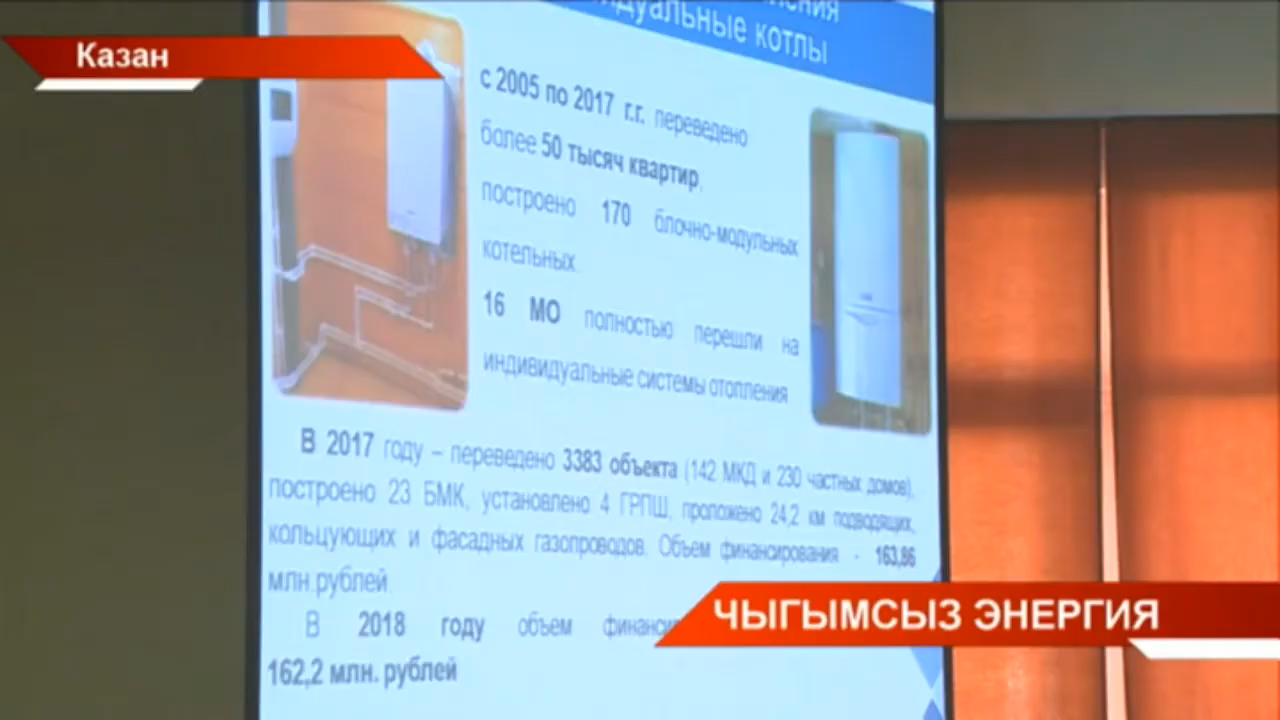 Казан
котлы
с 2005 по 2017 г.г. переведено
более 50 тысяч квартир,
построено 170 блочно-модульных
котельных.
16 МО полностью перешли на
индивидуальные системы отопления
В 2017 году – переведено 3383 объекта (142 МКД и 230 частных домов),
построено 23 БМК, установлено 4 ГРПШ, проложено 24,2 км подводящих,
кольцующих и фасадных газопроводов. Объем финансирования - 163,86
млн.рублей.
В 2018 году объем
162,2 млн. рублей
ЧЫГЫМСЫЗ ЭНЕРГИЯ